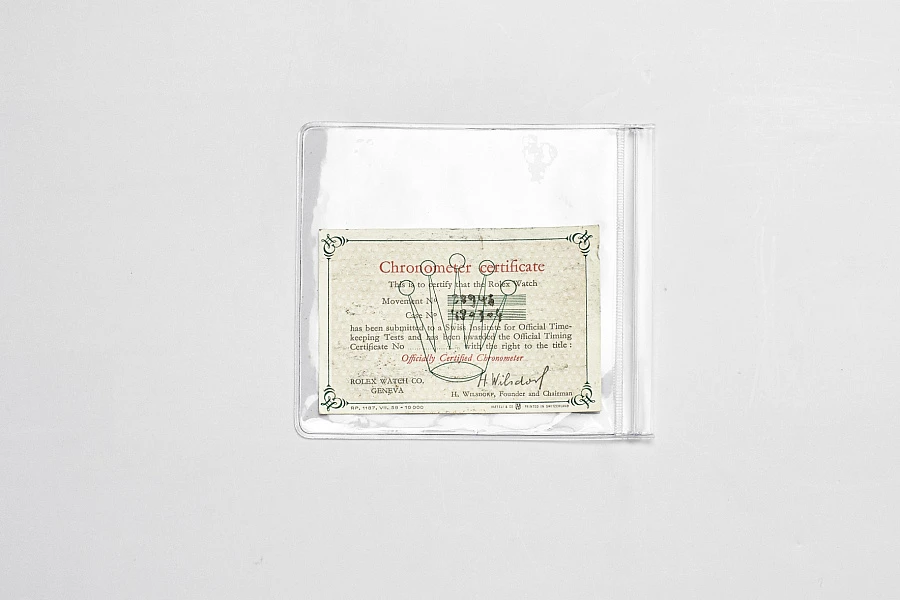 Chronometer certificate
This is to certify that the Rolex Watch
Movement No
Case No
has been submitted to a Swiss Institute for Official Time-
keeping Tests and has been awarded the Official Timing
Certificate No .......... with the right to the title :
Officially Certified Chronometer
H. Wilsdorf
ROLEX WATCH CO.
GENEVA
H. Wilsdorf, Founder and Chairman
PRINTED IN SWITZERLAND